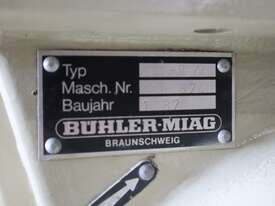 Typ
Masch. Nr.
Baujahr
BÜHLER-MIAG
BRAUNSCHWEIG